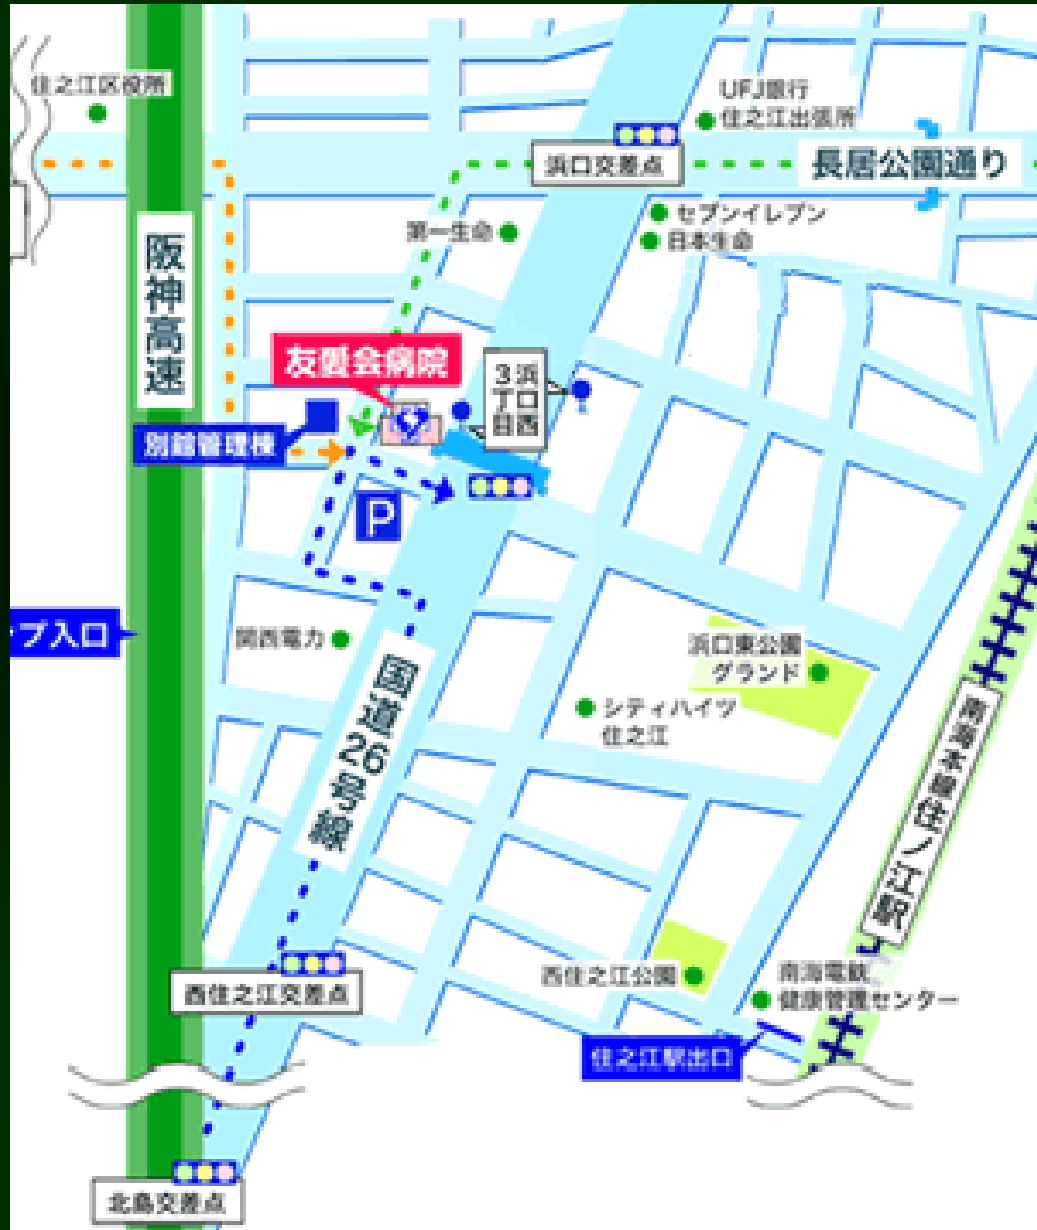 住之江区役所
UFJ銀行
住之江出張所
浜口交差点
長居公園通り
第一生命
セブンイレブン
日本生命
阪神高速
友愛会病院
浜口西
3丁目
別館管理棟
P
プ入口
関西電力
浜口東公園
グランド
シティハイツ
住之江
国道26号線
南海本線住ノ江駅
西住之江公園
南海電鉄
健康管理センター
西住之江交差点
住之江駅出口
北島交差点